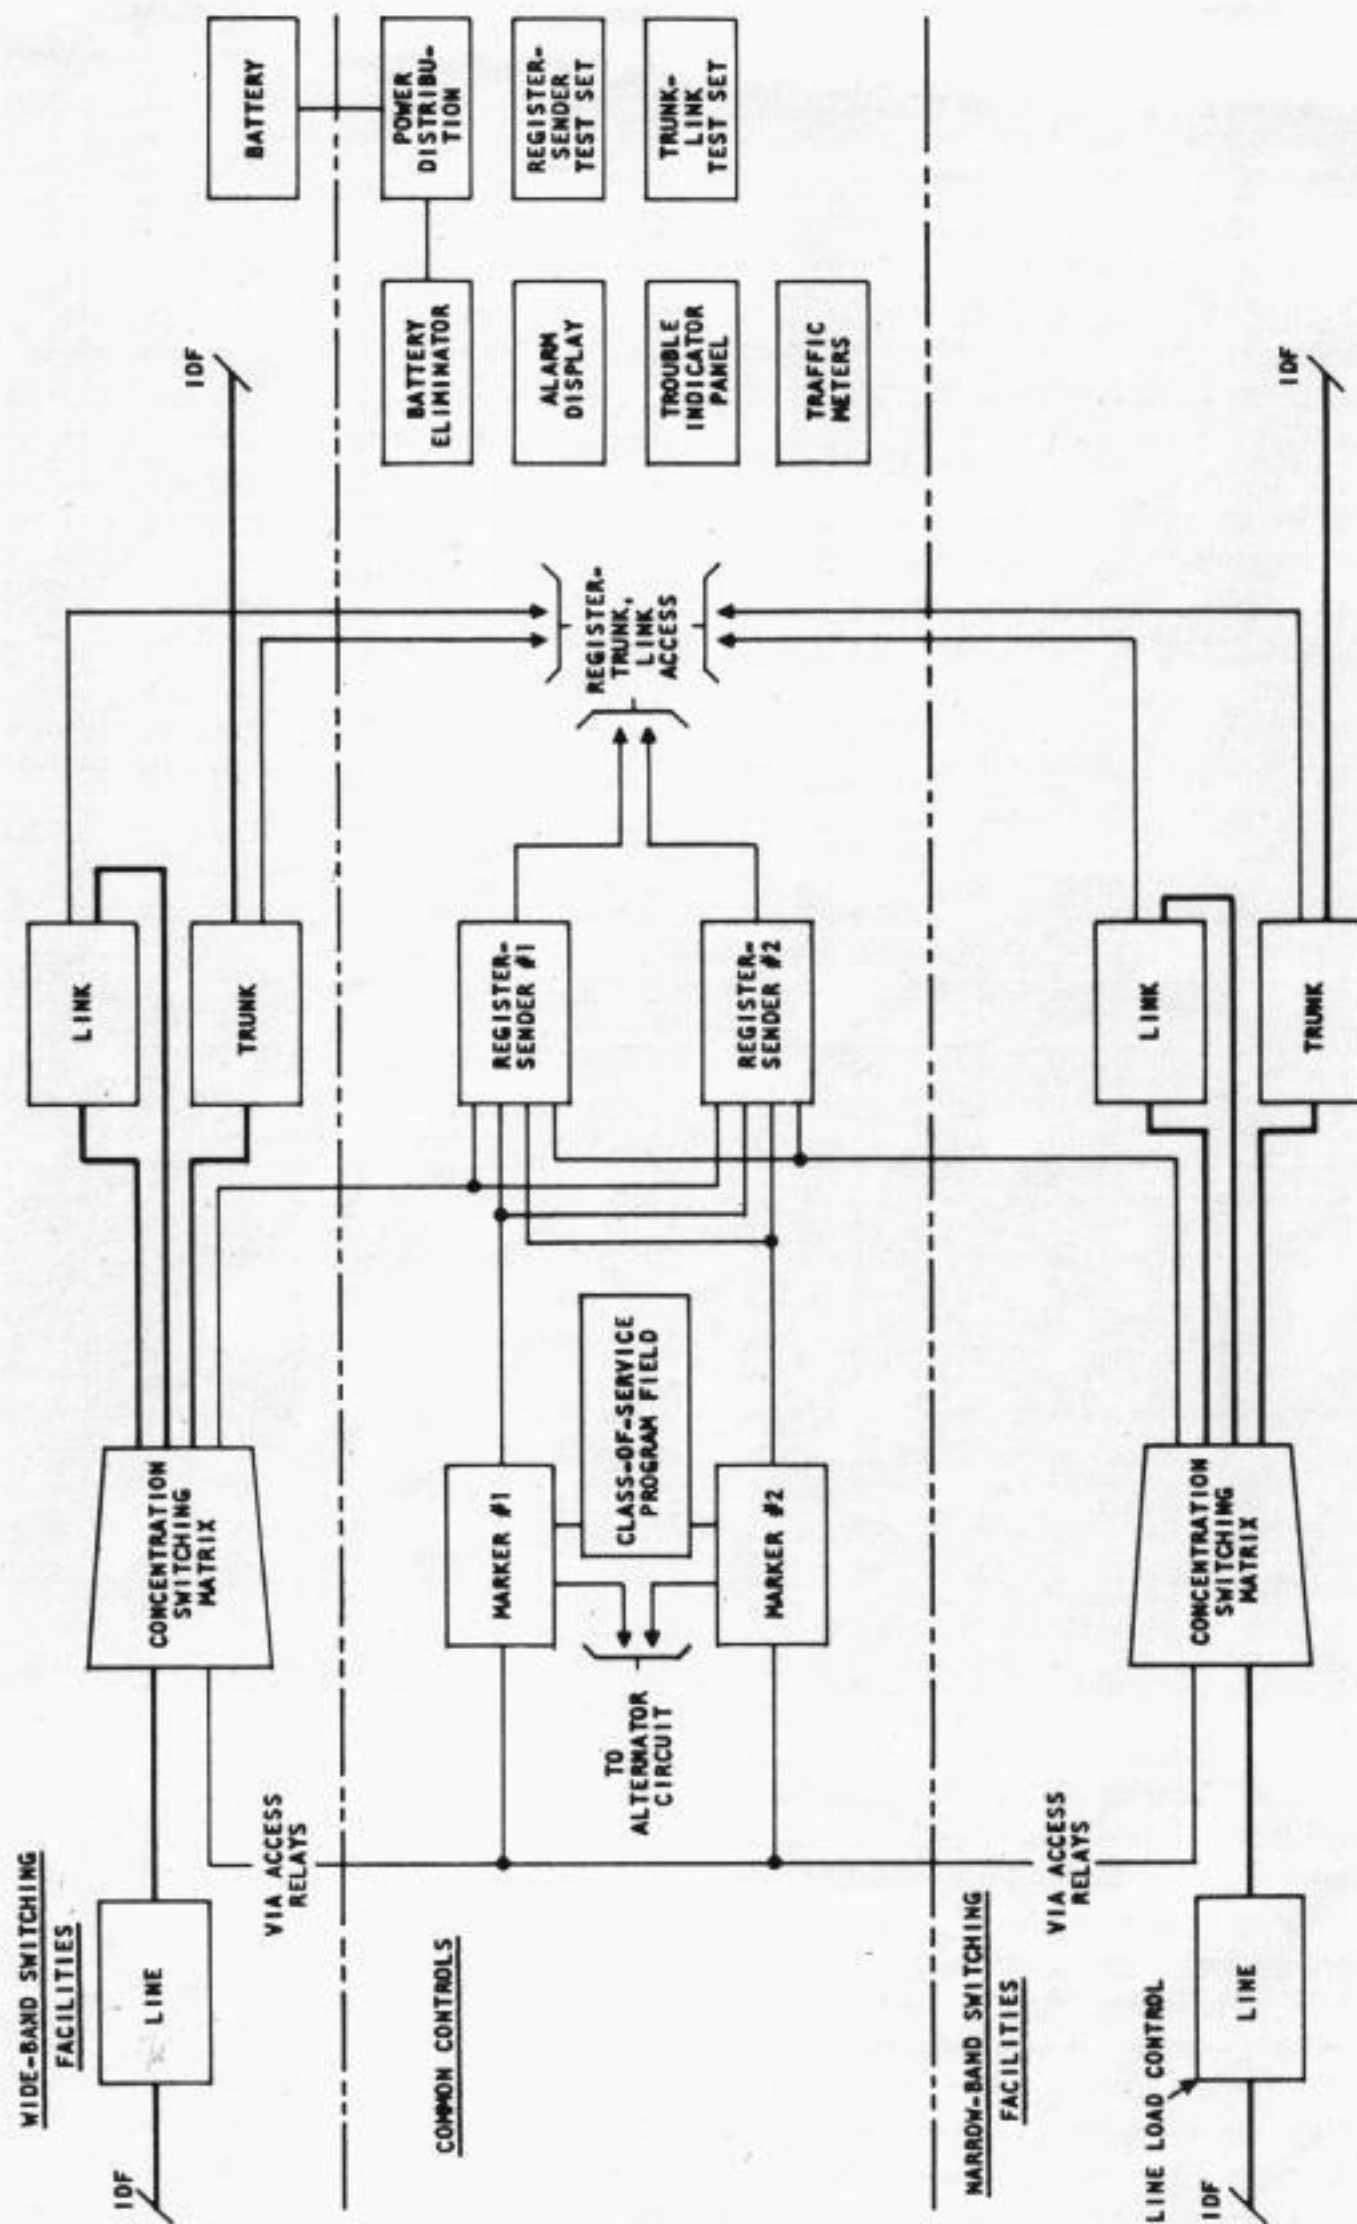 WIDE-BAND SWITCHING
FACILITIES
IDF
LINE
VIA ACCESS
RELAYS
CONCENTRATION
SWITCHING
MATRIX
LINK
TRUNK
IDF
BATTERY
COMMON CONTROLS
TO
ALTERNATOR
CIRCUIT
MARKER #1
CLASS-OF-SERVICE
PROGRAM FIELD
MARKER #2
REGISTER-
SENDER #1
REGISTER-
SENDER #2
REGISTER-
TRUNK,
LINK
ACCESS
BATTERY
ELIMINATOR
POWER
DISTRIBU-
TION
ALARM
DISPLAY
REGISTER-
SENDER
TEST SET
TROUBLE
INDICATOR
PANEL
TRUNK-
LINK
TEST SET
TRAFFIC
METERS
NARROW-BAND SWITCHING
FACILITIES
VIA ACCESS
RELAYS
LINE LOAD CONTROL
IDF
LINE
CONCENTRATION
SWITCHING
MATRIX
LINK
TRUNK
IDF